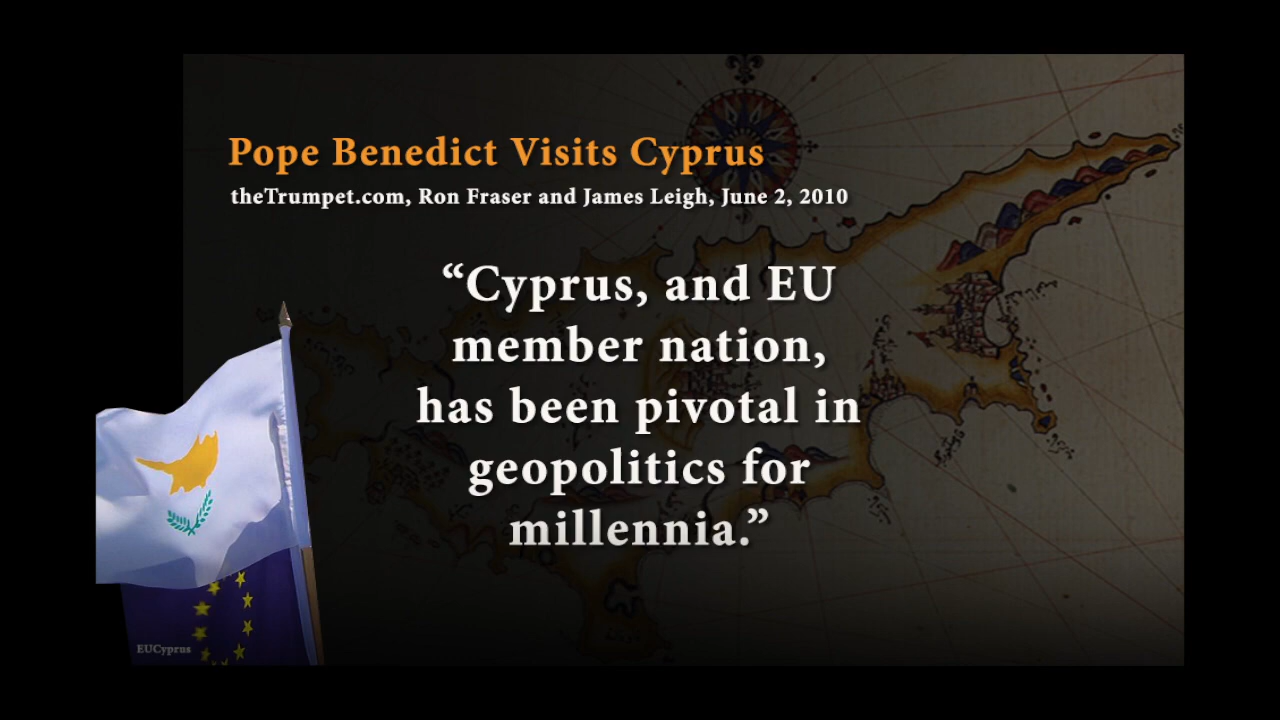 Pope Benedict Visits Cyprus
theTrumpet.com, Ron Fraser and James Leigh, June 2, 2010
“Cyprus, and EU
member nation,
has been pivotal in
geopolitics for
millennia.”
EUCyprus